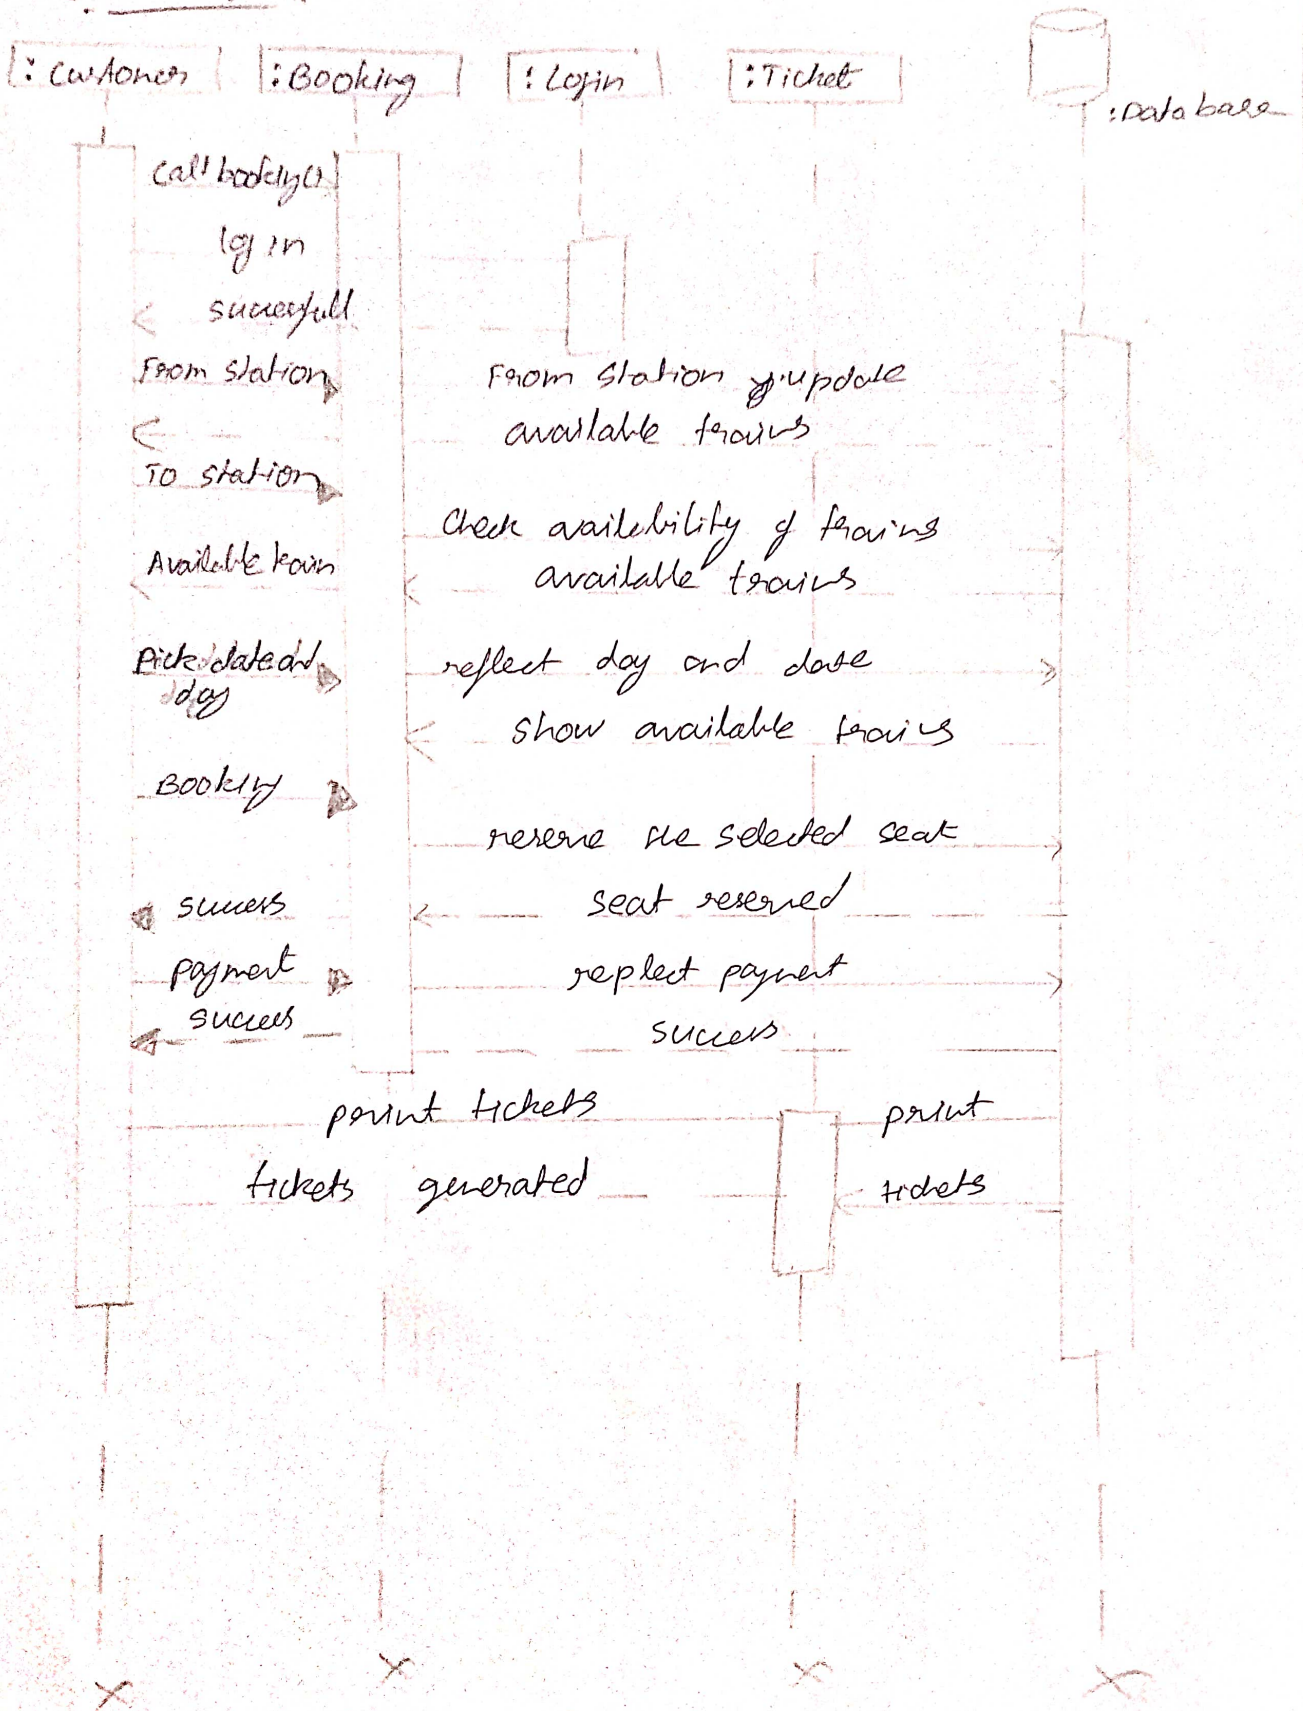 :Customer :Booking :Login :Ticket
:Database
Call booking()
log in
successfull
From station From station update
available trains
To station
Check availability of trains
Available train available trains
Pick date and reflect day and date
day
show available trains
Booking
reserve the selected seat
success seat reserved
payment replect payment
success success
print tickets print
tickets generated tickets